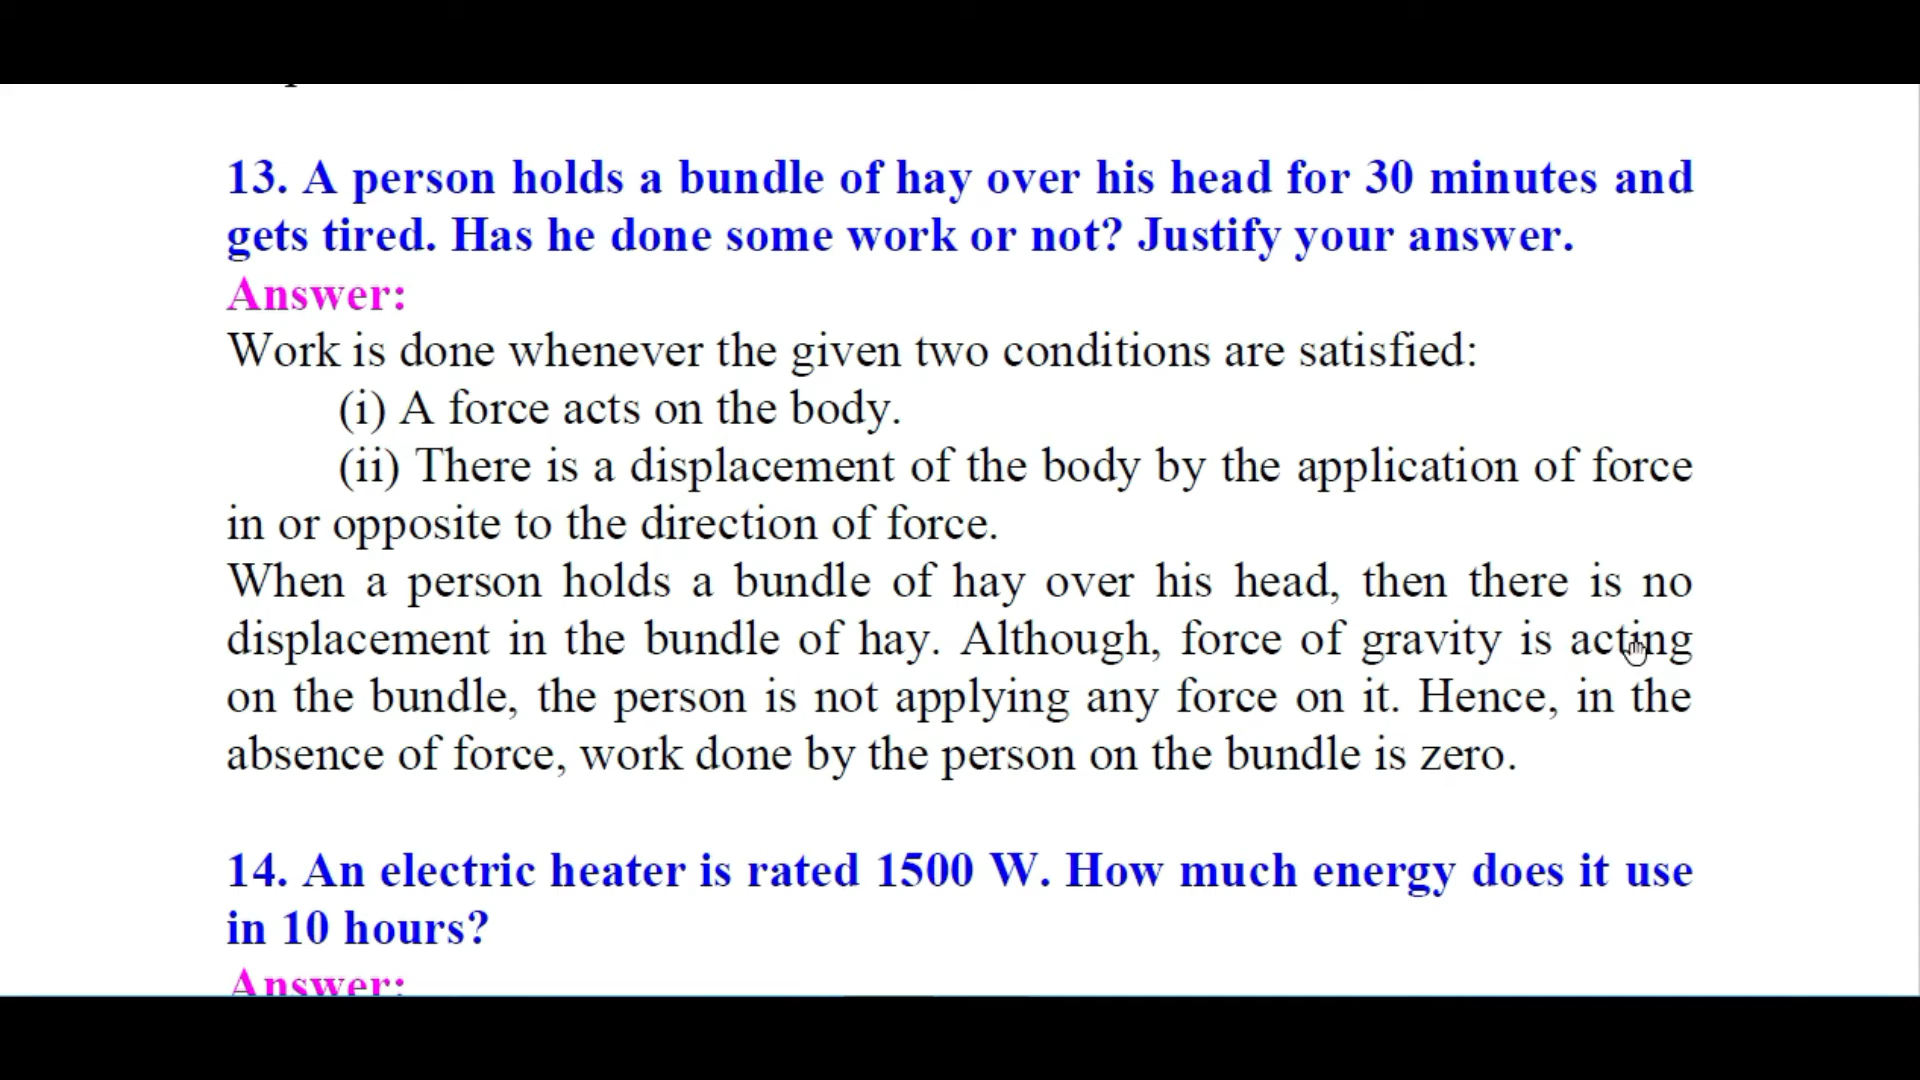 13. A person holds a bundle of hay over his head for 30 minutes and
gets tired. Has he done some work or not? Justify your answer.
Answer:
Work is done whenever the given two conditions are satisfied:
(i) A force acts on the body.
(ii) There is a displacement of the body by the application of force
in or opposite to the direction of force.
When a person holds a bundle of hay over his head, then there is no
displacement in the bundle of hay. Although, force of gravity is acting
on the bundle, the person is not applying any force on it. Hence, in the
absence of force, work done by the person on the bundle is zero.
14. An electric heater is rated 1500 W. How much energy does it use
in 10 hours?
Answer: